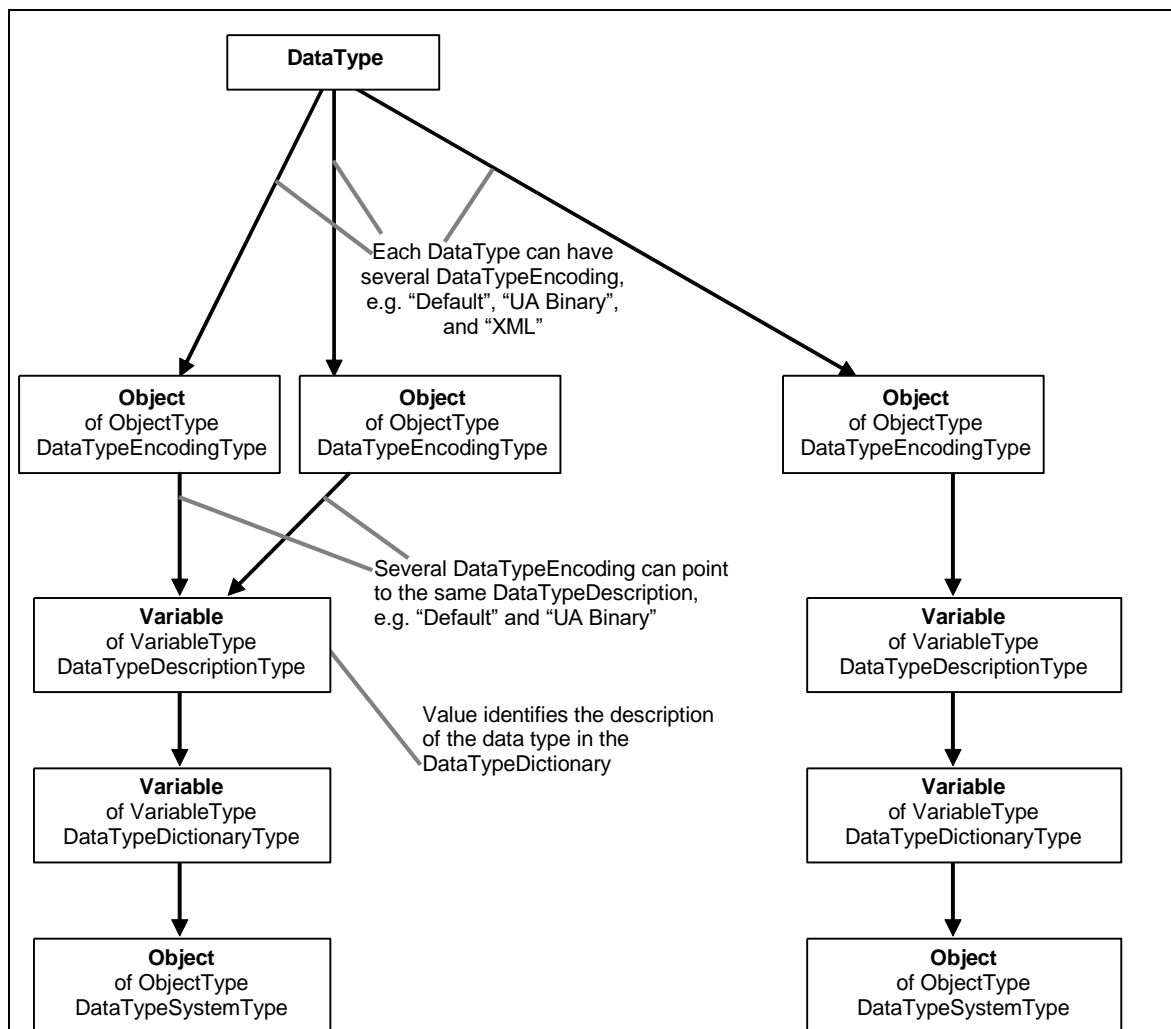 DataType
Each DataType can have
several DataTypeEncoding,
e.g. “Default”, “UA Binary”,
and “XML”
Object
of ObjectType
DataTypeEncodingType
Object
of ObjectType
DataTypeEncodingType
Object
of ObjectType
DataTypeEncodingType
Several DataTypeEncoding can point
to the same DataTypeDescription,
e.g. “Default” and “UA Binary”
Variable
of VariableType
DataTypeDescriptionType
Variable
of VariableType
DataTypeDescriptionType
Value identifies the description
of the data type in the
DataTypeDictionary
Variable
of VariableType
DataTypeDictionaryType
Variable
of VariableType
DataTypeDictionaryType
Object
of ObjectType
DataTypeSystemType
Object
of ObjectType
DataTypeSystemType